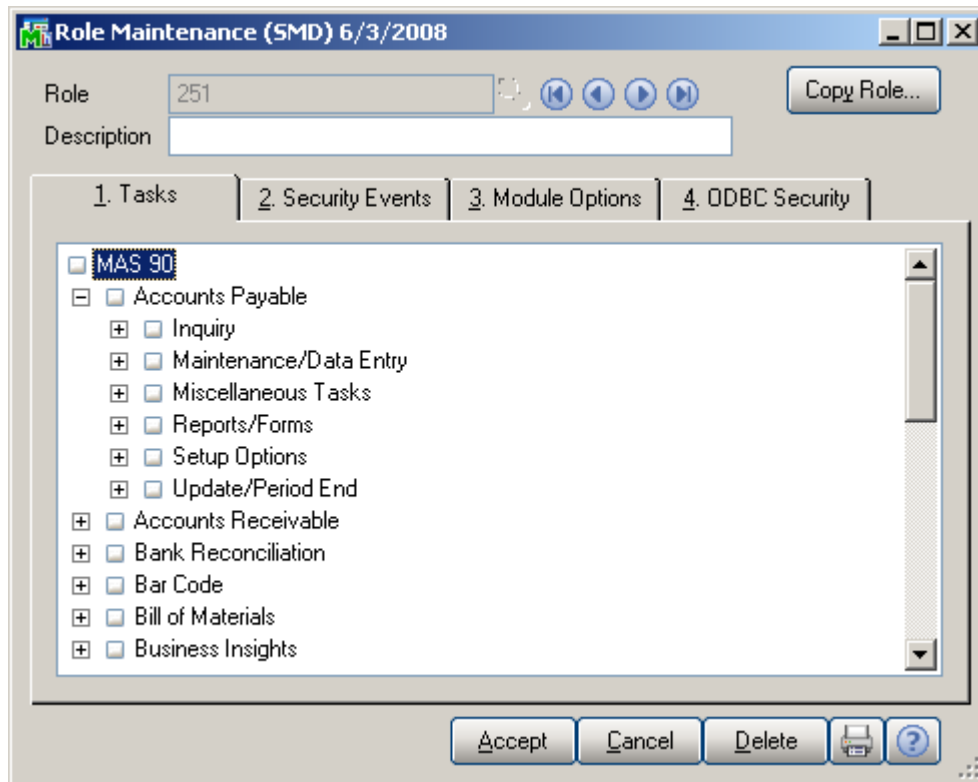 Role Maintenance (SMD) 6/3/2008
Role 251 Copy Role...
Description
1. Tasks 2. Security Events 3. Module Options 4. ODBC Security
MAS 90
Accounts Payable
Inquiry
Maintenance/Data Entry
Miscellaneous Tasks
Reports/Forms
Setup Options
Update/Period End
Accounts Receivable
Bank Reconciliation
Bar Code
Bill of Materials
Business Insights
Accept Cancel Delete